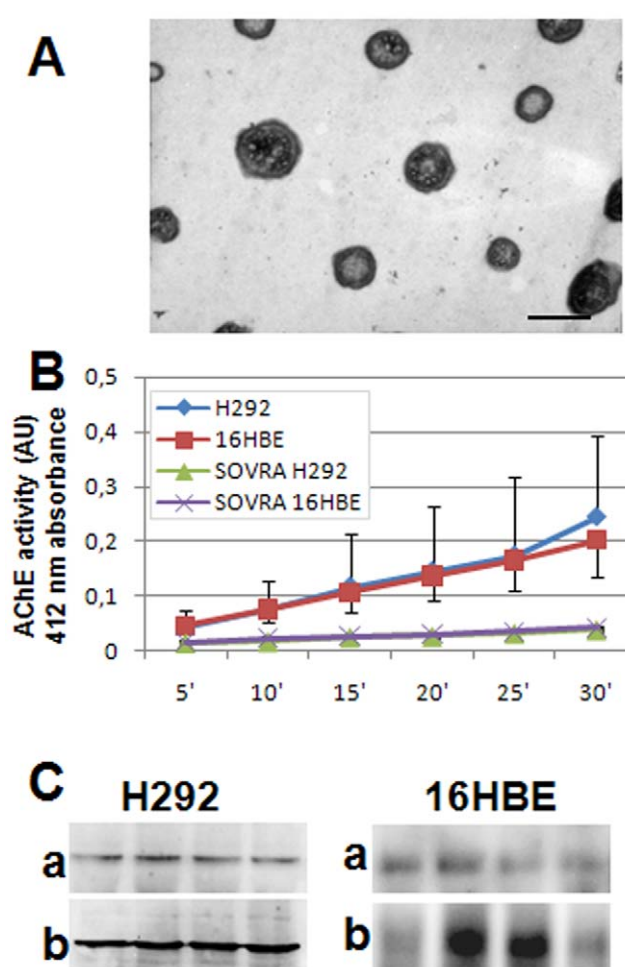 A
B
AChE activity (AU)
412 nm absorbance
0,5
0,4
0,3
0,2
0,1
0
H292
16HBE
SOVRA H292
SOVRA 16HBE
5' 10' 15' 20' 25' 30'
C
H292 16HBE
a a
b b